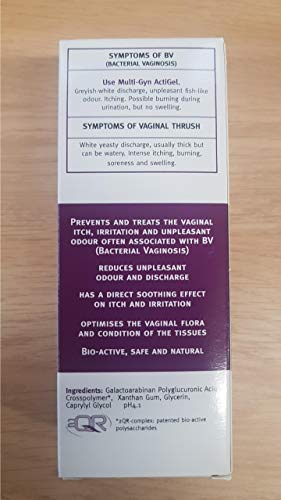 SYMPTOMS OF BV
(BACTERIAL VAGINOSIS)
Use Multi-Gyn ActiGel.
Greyish white discharge, unpleasant fish-like
odour. Itching. Possible burning during
urination, but no swelling.
SYMPTOMS OF VAGINAL THRUSH
White yeasty discharge, usually thick but
can be watery. Intense itching, burning,
soreness and swelling.
PREVENTS AND TREATS THE VAGINAL
ITCH, IRRITATION AND UNPLEASANT
ODOUR OFTEN ASSOCIATED WITH BV
(BACTERIAL VAGINOSIS)
REDUCES UNPLEASANT
ODOUR AND DISCHARGE
HAS A DIRECT SOOTHING EFFECT
ON ITCH AND IRRITATION
OPTIMISES THE VAGINAL FLORA
AND CONDITION OF THE TISSUES
BIO-ACTIVE, SAFE AND NATURAL
Ingredients: Galactoarabinan Polyglucuronic Acid
Crosspolymer*, Xanthan Gum, Glycerin,
Caprylyl Glycol pH4.1
2QR
*2QR-complex: patented bio-active
polysaccharides